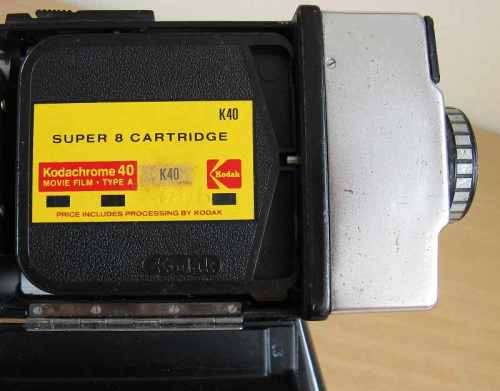 K40
SUPER 8 CARTRIDGE
Kodachrome 40
MOVIE FILM • TYPE A
K40
Kodak
PRICE INCLUDES PROCESSING BY KODAK
Kodak